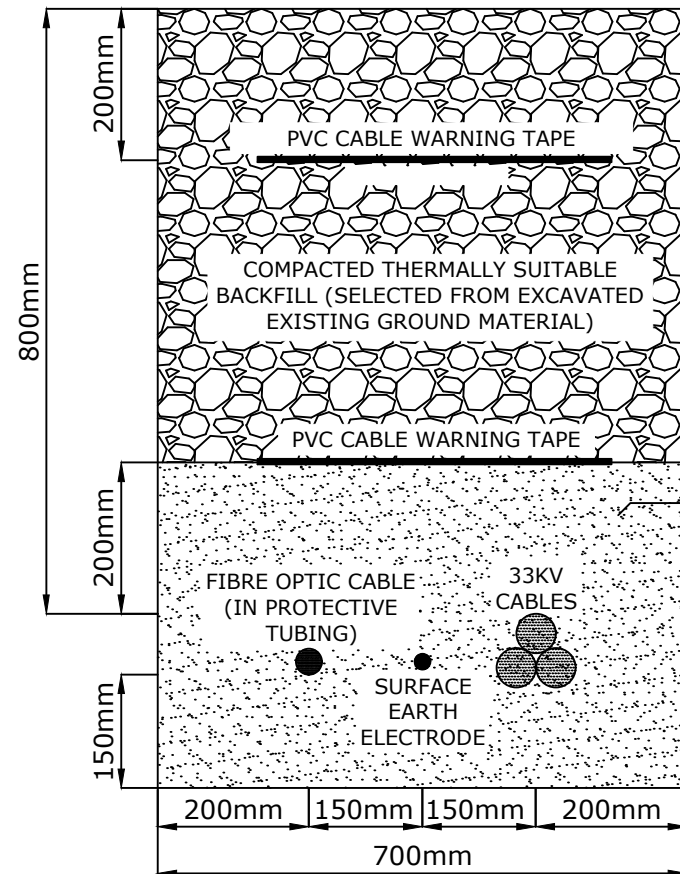 200mm
PVC CABLE WARNING TAPE
800mm
COMPACTED THERMALLY SUITABLE
BACKFILL (SELECTED FROM EXCAVATED
EXISTING GROUND MATERIAL)
PVC CABLE WARNING TAPE
200mm
FIBRE OPTIC CABLE
(IN PROTECTIVE
TUBING)
33KV
CABLES
SURFACE
EARTH
ELECTRODE
150mm
200mm
150mm
150mm
200mm
700mm